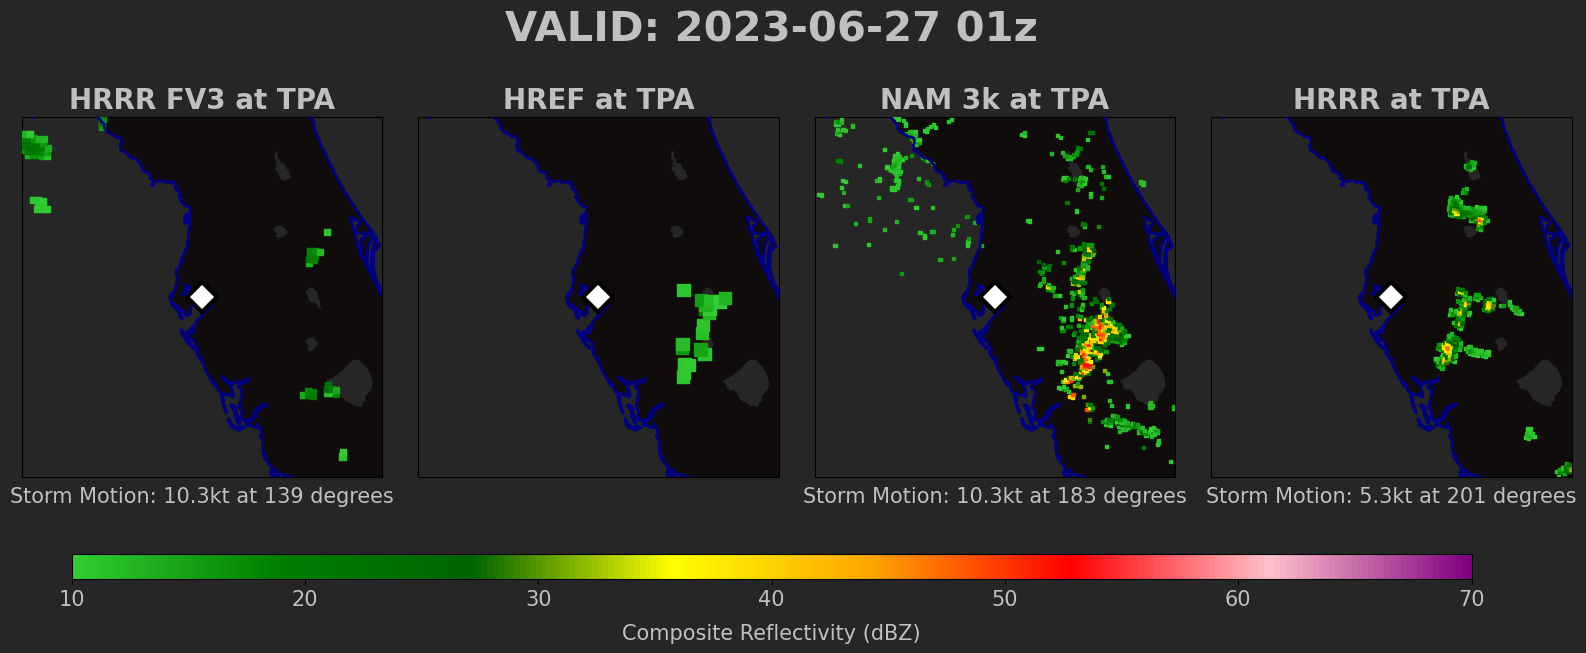 VALID: 2023-06-27 01z
HRRR FV3 at TPA
HREF at TPA
NAM 3k at TPA
HRRR at TPA
Storm Motion: 10.3kt at 139 degrees
Storm Motion: 10.3kt at 183 degrees
Storm Motion: 5.3kt at 201 degrees
10 20 30 40 50 60 70
Composite Reflectivity (dBZ)